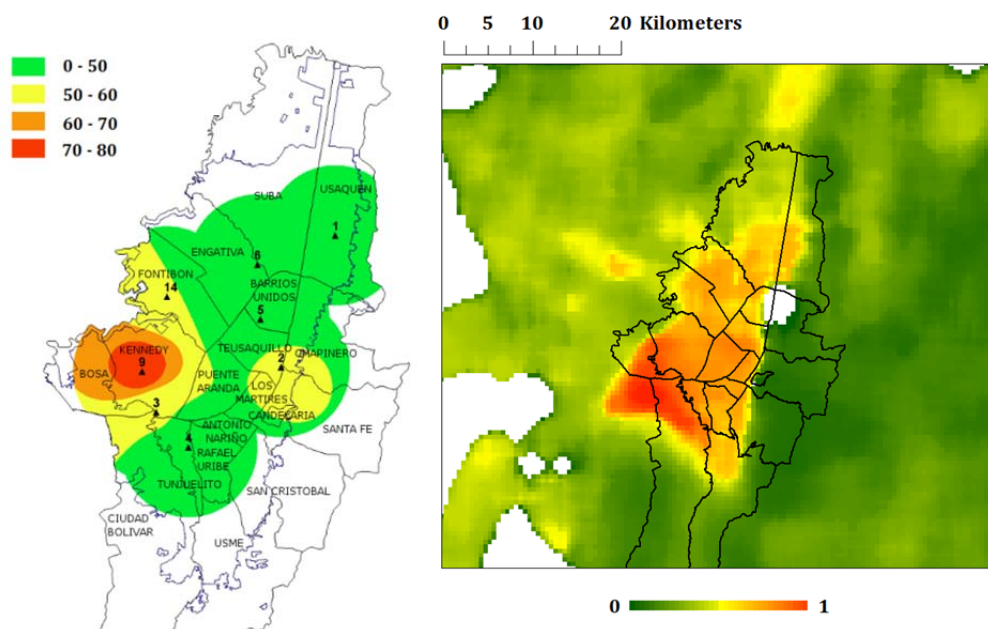 0 5 10 20 Kilometers
0 - 50
50 - 60
60 - 70
70 - 80
USAQUEN
SUBA
1
ENGATIVA
6
FONTIBON
14
BARRIOS
UNIDOS
5
TEUSAQUILLO
CHAPINERO
2
KENNEDY
9
BOSA
PUENTE
ARANDA
LOS
MARTIRES
3
CANDELARIA
SANTA FE
ANTONIO
NARIÑO
4
RAFAEL
URIBE
TUNJUELITO
SAN CRISTOBAL
CIUDAD
BOLIVAR
USME
0 1